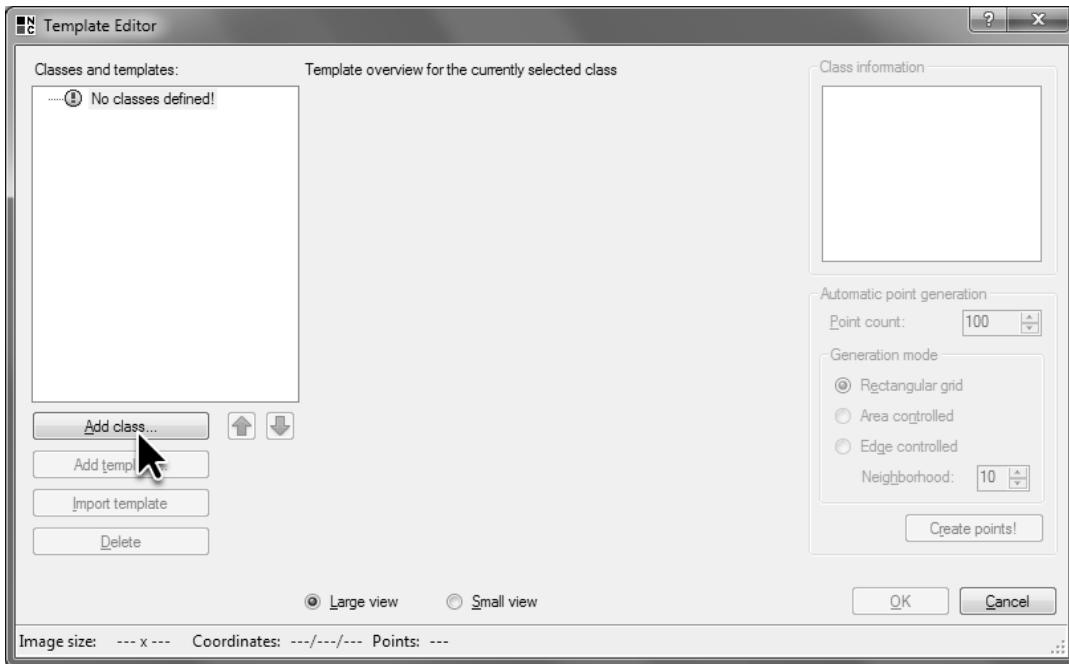 Template Editor
Classes and templates:
No classes defined!
Add class...
Import template
Delete
Template overview for the currently selected class
Large view
Small view
Class information
Automatic point generation
Point count:
100
Generation mode
Rectangular grid
Area controlled
Edge controlled
Neighborhood:
10
Create points!
OK
Cancel
Image size: --- x --- Coordinates: ---/---/--- Points: ---